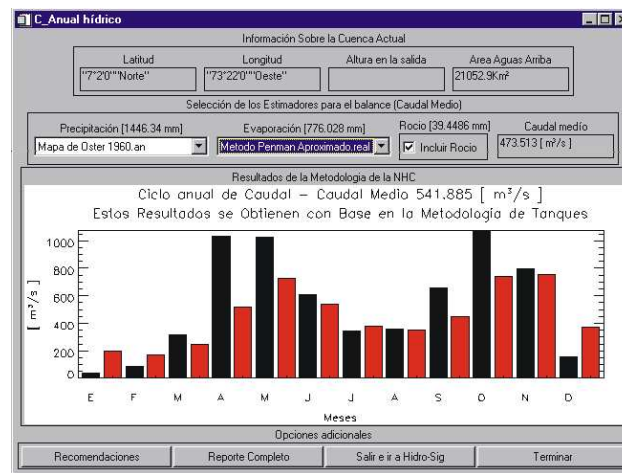 C_Anual hídrico
Información Sobre la Cuenca Actual
Latitud Longitud Altura en la salida Area Aguas Arriba
"7°2'0""Norte" "73°22'0"'Oeste" 21052.9Km²
Selección de los Estimadores para el balance (Caudal Medio)
Precipitación [1446.34 mm] Evaporación [776.028 mm] Rocio [39.4486 mm] Caudal medio
Mapa de Oster 1960.an Metodo Penman Aproximado.real Incluir Rocio 473.513 [ m³/s ]
Resultados de la Metodologia de la NHC
Ciclo anual de Caudal – Caudal Medio 541.885 [ m³/s ]
Estos Resultados se Obtienen con Base en la Metodología de Tanques
1000
800
600
400
200
0
[ m³/s ]
E F M A M J J A S O N D
Meses
Opciones adicionales
Recomendaciones Reporte Completo Salir e ir a Hidro-Sig Terminar